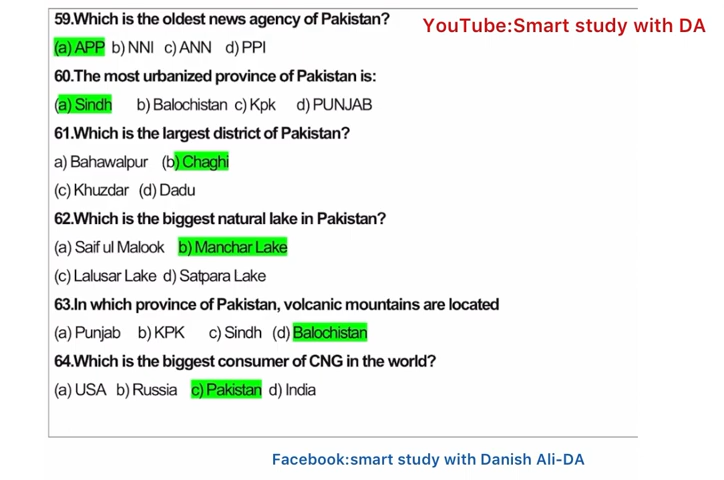 59.Which is the oldest news agency of Pakistan?
YouTube:Smart study with DA
(a) APP b) NNI c) ANN d) PPI
60.The most urbanized province of Pakistan is:
(a) Sindh b) Balochistan c) Kpk d) PUNJAB
61.Which is the largest district of Pakistan?
a) Bahawalpur (b) Chaghi
(c) Khuzdar (d) Dadu
62.Which is the biggest natural lake in Pakistan?
(a) Saif ul Malook b) Manchar Lake
(c) Lalusar Lake d) Satpara Lake
63.In which province of Pakistan, volcanic mountains are located
(a) Punjab b) KPK c) Sindh (d) Balochistan
64.Which is the biggest consumer of CNG in the world?
(a) USA b) Russia c) Pakistan d) India
Facebook:smart study with Danish Ali-DA